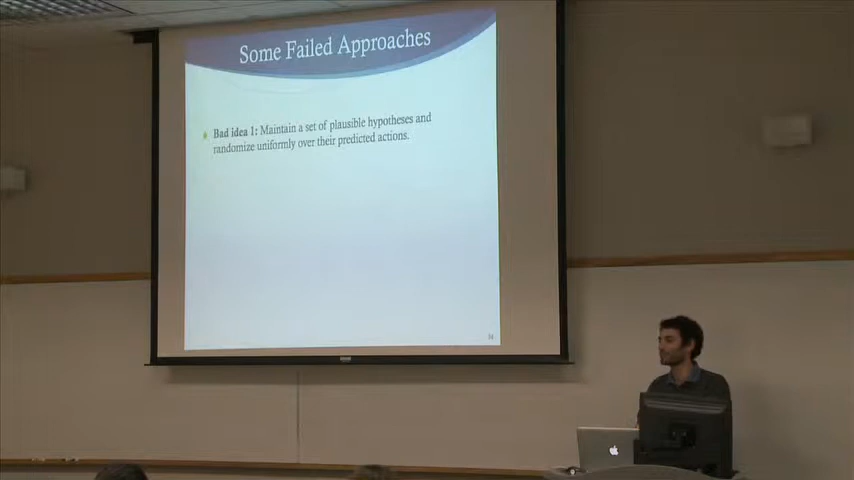 Some Failed Approaches
Bad idea 1: Maintain a set of plausible hypotheses and
randomize uniformly over their predicted actions.